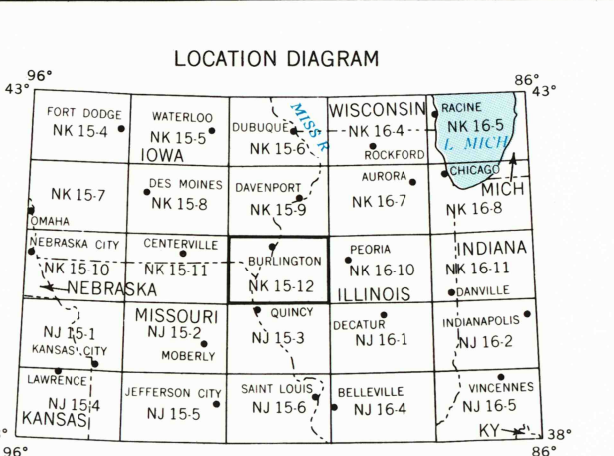 LOCATION DIAGRAM
96°
86°
43°
43°
FORT DODGE
NK 15-4
WATERLOO
NK 15-5
IOWA
DUBUQUE
NK 15-6
MISS R
WISCONSIN
NK 16-4
ROCKFORD
RACINE
NK 16-5
L MICH
NK 15-7
OMAHA
DES MOINES
NK 15-8
DAVENPORT
NK 15-9
AURORA
NK 16-7
CHICAGO
MICH
NK 16-8
NEBRASKA CITY
NK 15-10
NEBRASKA
CENTERVILLE
NK 15-11
BURLINGTON
NK 15-12
PEORIA
NK 16-10
ILLINOIS
INDIANA
NK 16-11
DANVILLE
NJ 15-1
KANSAS CITY
MISSOURI
NJ 15-2
MOBERLY
QUINCY
NJ 15-3
DECATUR
NJ 16-1
INDIANAPOLIS
NJ 16-2
LAWRENCE
NJ 15-4
KANSAS
JEFFERSON CITY
NJ 15-5
SAINT LOUIS
NJ 15-6
BELLEVILLE
NJ 16-4
VINCENNES
NJ 16-5
KY
38°
96°
86°